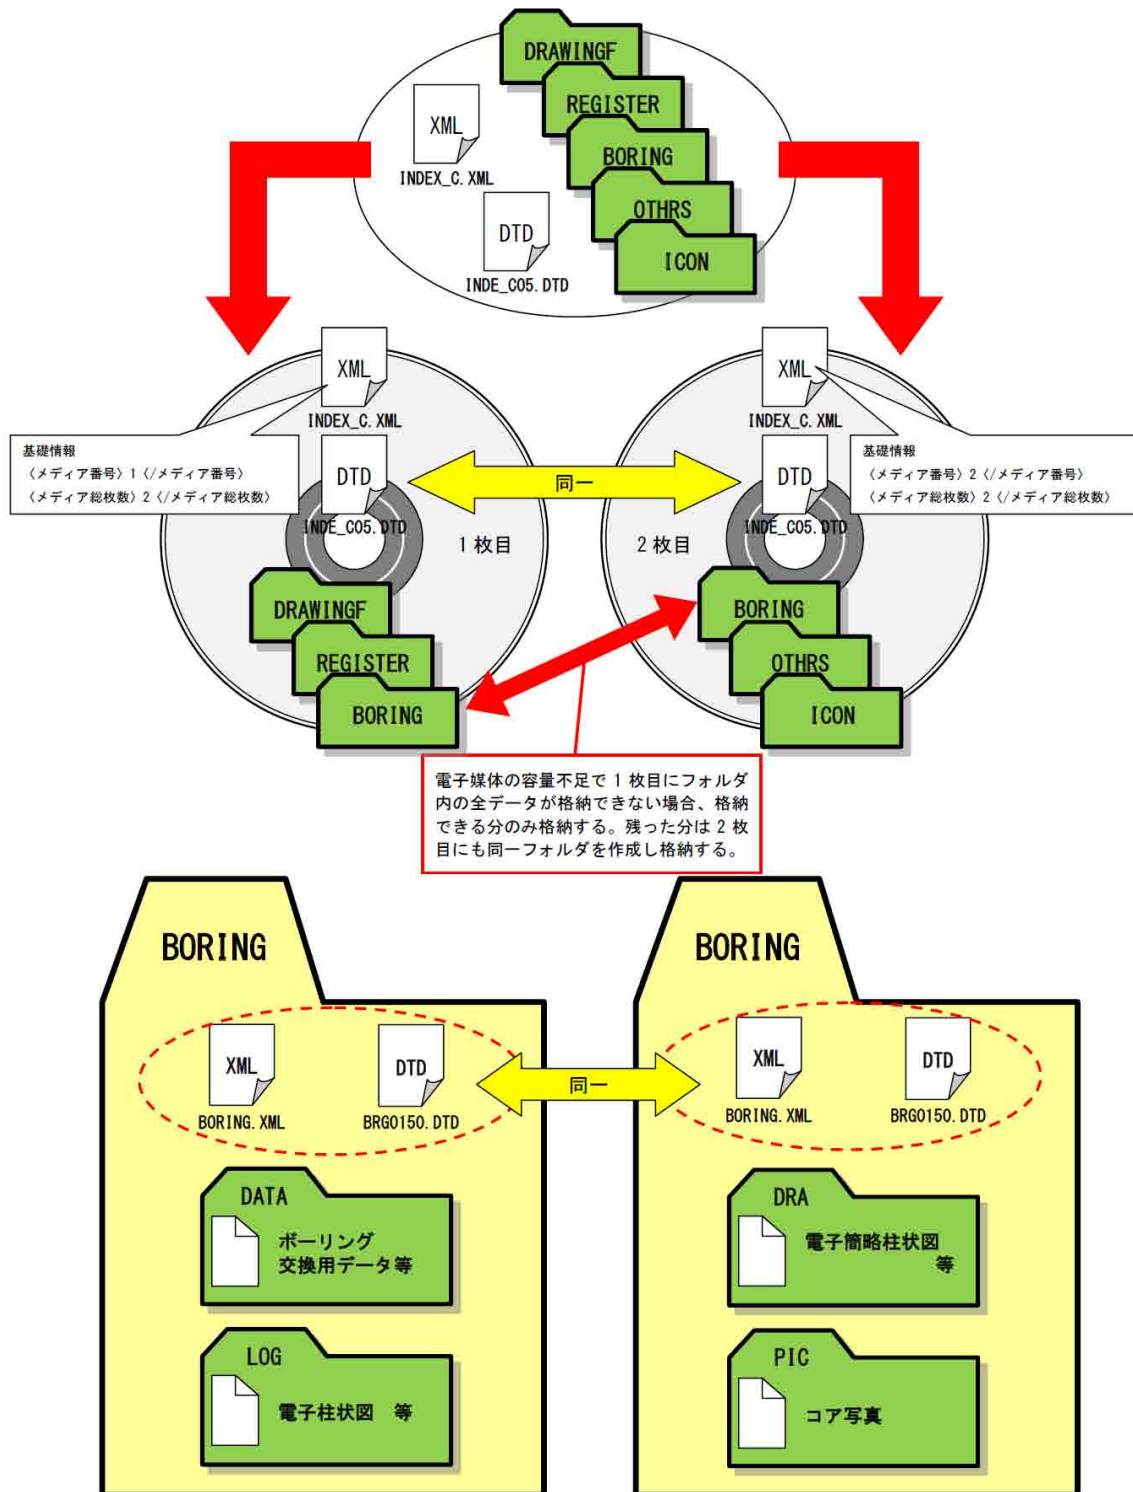 DRAWINGF
REGISTER
BORING
OTHRS
ICON
XML
INDEX_C.XML
DTD
INDE_C05.DTD
XML
INDEX_C.XML
基礎情報
〈メディア番号〉1〈/メディア番号〉
〈メディア総枚数〉2〈/メディア総枚数〉
DTD
INDE_C05.DTD
1枚目
DRAWINGF
REGISTER
BORING
同一
XML
INDEX_C.XML
基礎情報
〈メディア番号〉2〈/メディア番号〉
〈メディア総枚数〉2〈/メディア総枚数〉
DTD
INDE_C05.DTD
2枚目
BORING
OTHRS
ICON
電子媒体の容量不足で1枚目にフォルダ
内の全データが格納できない場合、格納
できる分のみ格納する。残った分は2枚
目にも同一フォルダを作成し格納する。
BORING
XML
BORING.XML
DTD
BRG0150.DTD
DATA
ボーリング
交換用データ等
LOG
電子柱状図 等
同一
BORING
XML
BORING.XML
DTD
BRG0150.DTD
DRA
電子簡略柱状図
等
PIC
コア写真